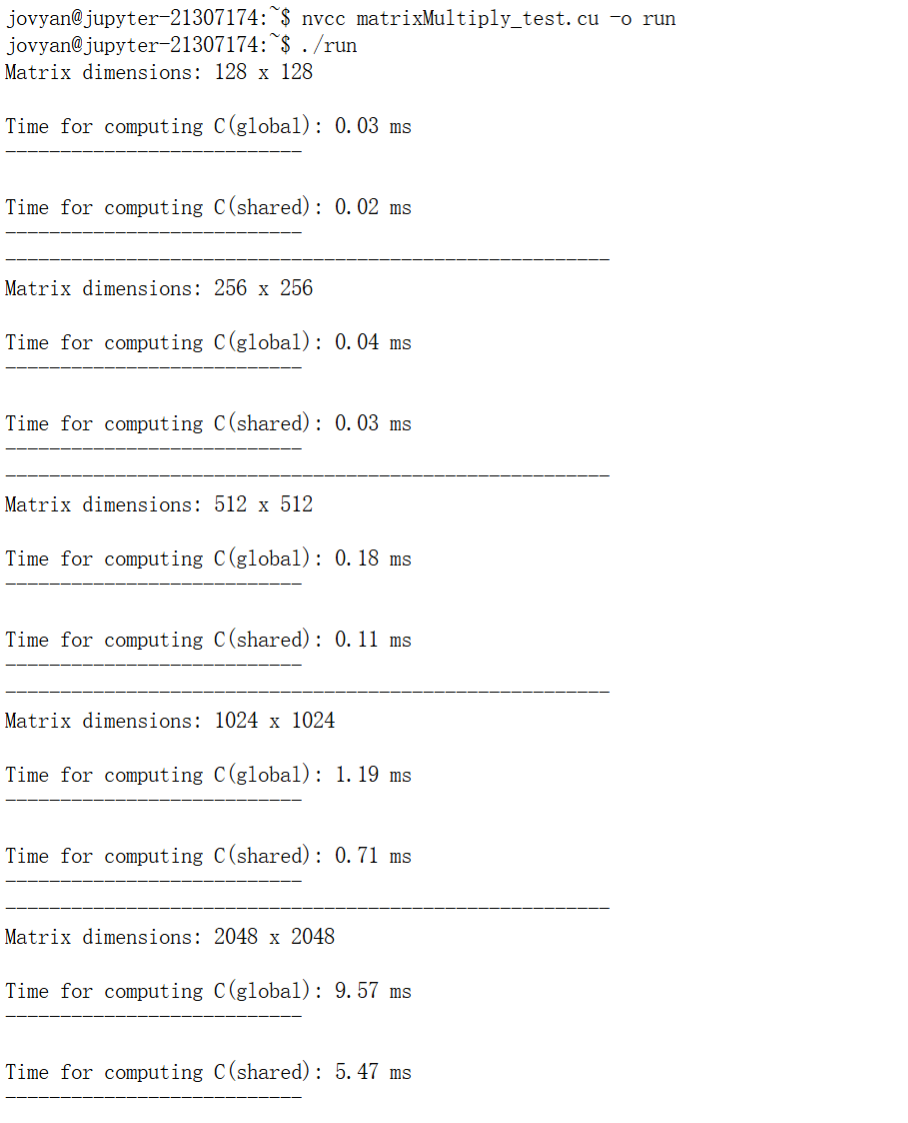 jovyan@jupyter-21307174:~$ nvcc matrixMultiply_test.cu -o run
jovyan@jupyter-21307174:~$ ./run
Matrix dimensions: 128 x 128
Time for computing C(global): 0.03 ms
---------------------------
Time for computing C(shared): 0.02 ms
---------------------------
-------------------------------------------------------
Matrix dimensions: 256 x 256
Time for computing C(global): 0.04 ms
---------------------------
Time for computing C(shared): 0.03 ms
---------------------------
-------------------------------------------------------
Matrix dimensions: 512 x 512
Time for computing C(global): 0.18 ms
---------------------------
Time for computing C(shared): 0.11 ms
---------------------------
-------------------------------------------------------
Matrix dimensions: 1024 x 1024
Time for computing C(global): 1.19 ms
---------------------------
Time for computing C(shared): 0.71 ms
---------------------------
-------------------------------------------------------
Matrix dimensions: 2048 x 2048
Time for computing C(global): 9.57 ms
---------------------------
Time for computing C(shared): 5.47 ms
---------------------------